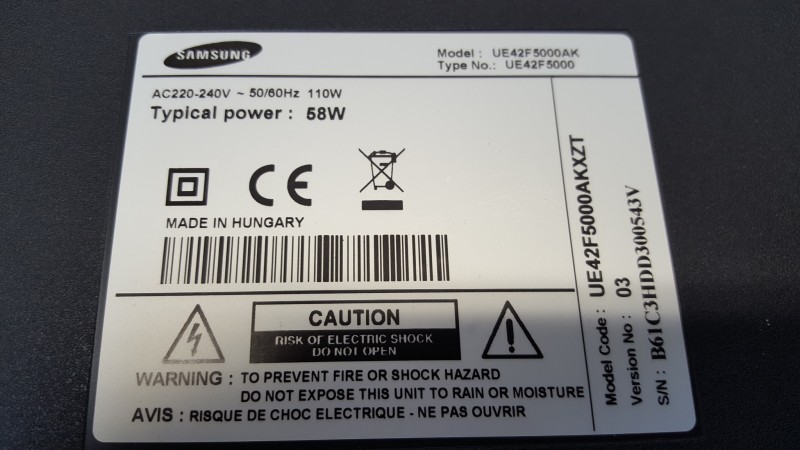 SAMSUNG
Model : UE42F5000AK
Type No.: UE42F5000
AC220-240V ~ 50/60Hz 110W
Typical power : 58W
CE
MADE IN HUNGARY
CAUTION
RISK OF ELECTRIC SHOCK
DO NOT OPEN
WARNING : TO PREVENT FIRE OR SHOCK HAZARD
DO NOT EXPOSE THIS UNIT TO RAIN OR MOISTURE
AVIS : RISQUE DE CHOC ELECTRIQUE - NE PAS OUVRIR
Model Code : UE42F5000AKXZT
Version No : 03
S/N : B61C3HDD300543V